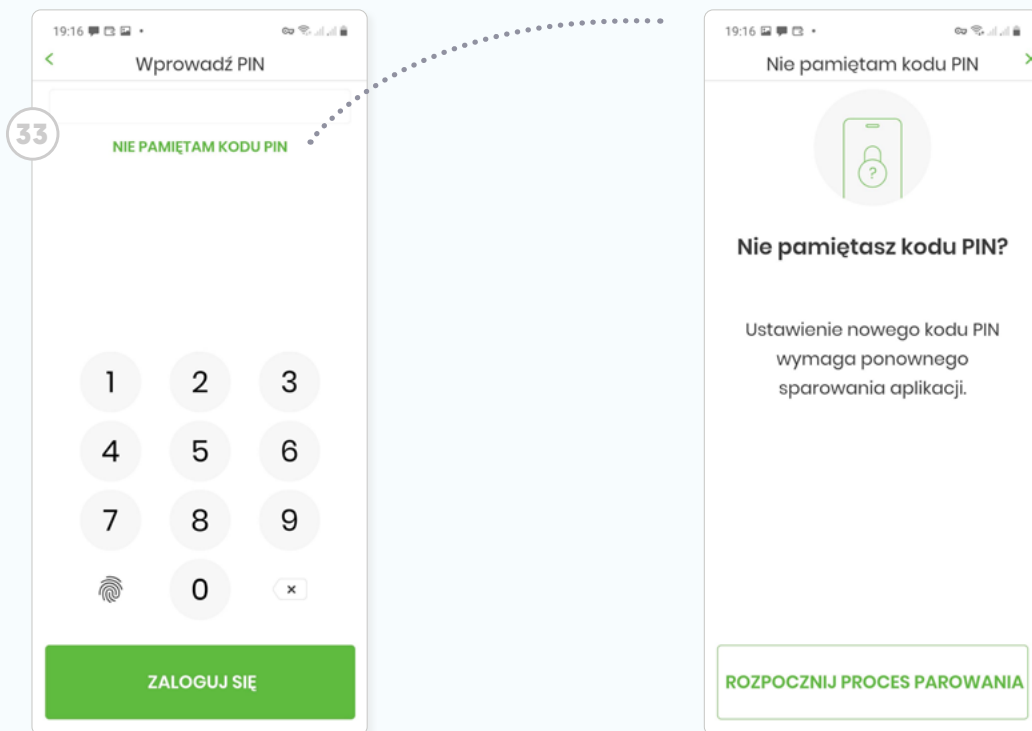 19:16
Wprowadź PIN
33
NIE PAMIĘTAM KODU PIN
1 2 3
4 5 6
7 8 9
0
ZALOGUJ SIĘ
19:16
Nie pamiętam kodu PIN
?
Nie pamiętasz kodu PIN?
Ustawienie nowego kodu PIN
wymaga ponownego
sparowania aplikacji.
ROZPOCZNIJ PROCES PAROWANIA